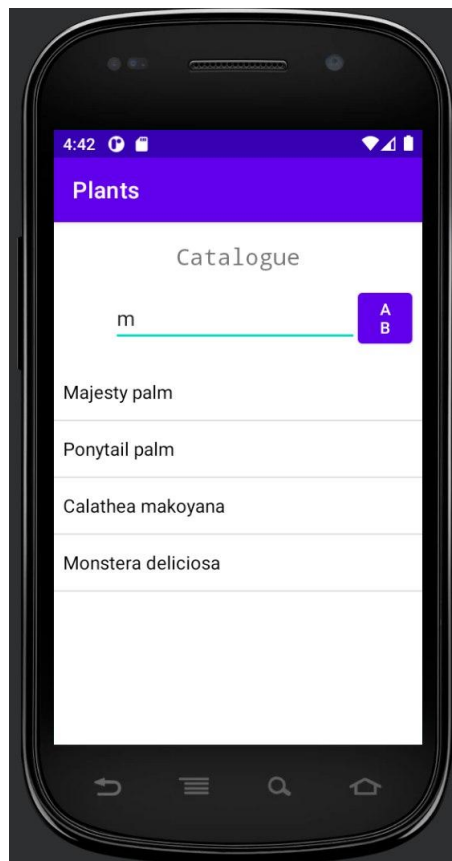 4:42
Plants
Catalogue
m
A
B
Majesty palm
Ponytail palm
Calathea makoyana
Monstera deliciosa